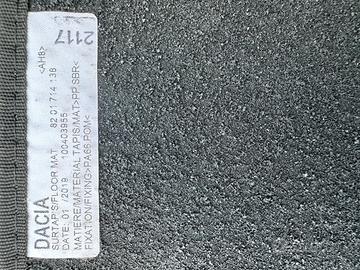 DACIA
SURTAPIS/FLOOR MAT 82 01 714 138
DATE: 01 /2019 100403955
MATIERE/MATERIAL TAPIS/MAT>PP.SBR<
FIXATION/FIXING>PA66.POM<
<AH8>
2117